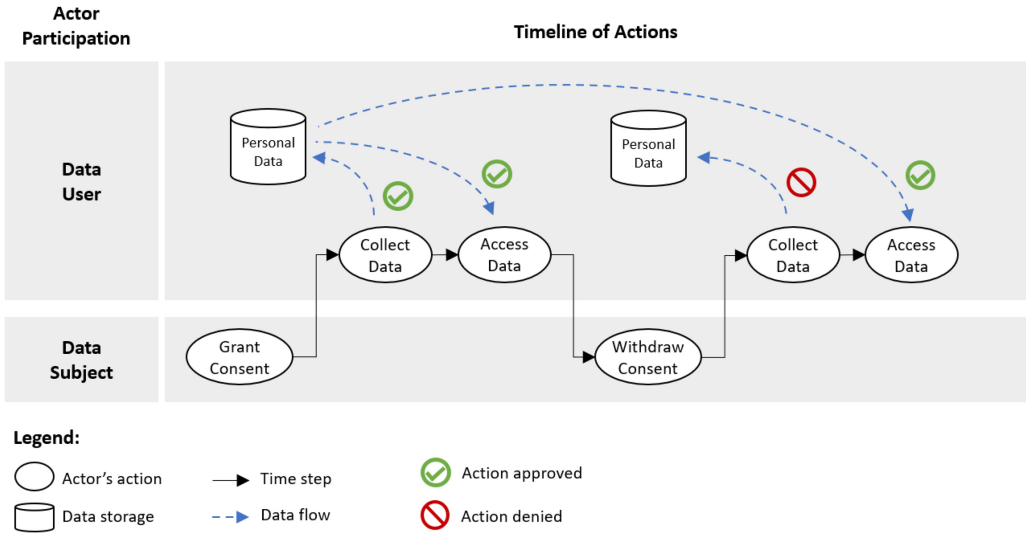 Actor
Participation
Timeline of Actions
Data
User
Personal
Data
Personal
Data
Collect
Data
Access
Data
Collect
Data
Access
Data
Data
Subject
Grant
Consent
Withdraw
Consent
Legend:
Actor's action
Time step
Action approved
Data storage
Data flow
Action denied